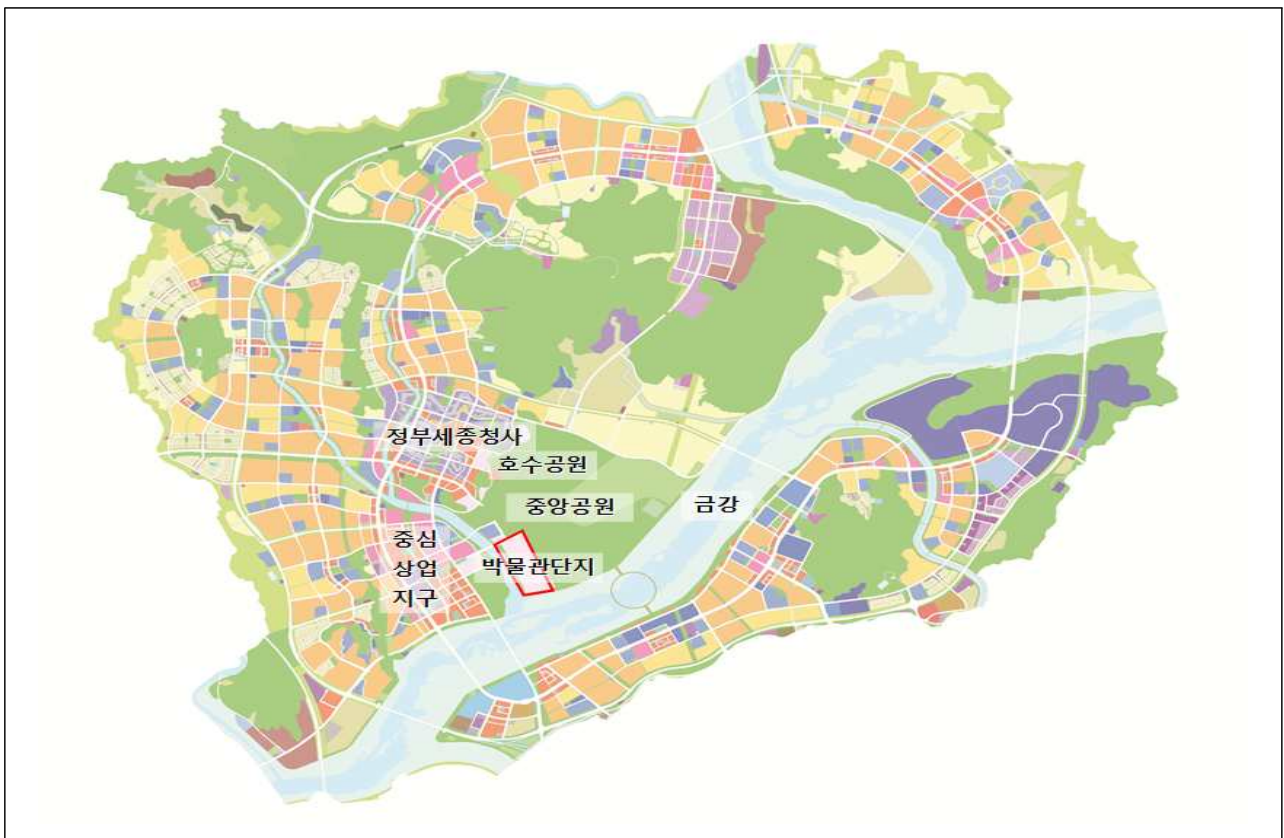 정부세종청사
호수공원
중앙공원
금강
중심
상업
지구
박물관단지